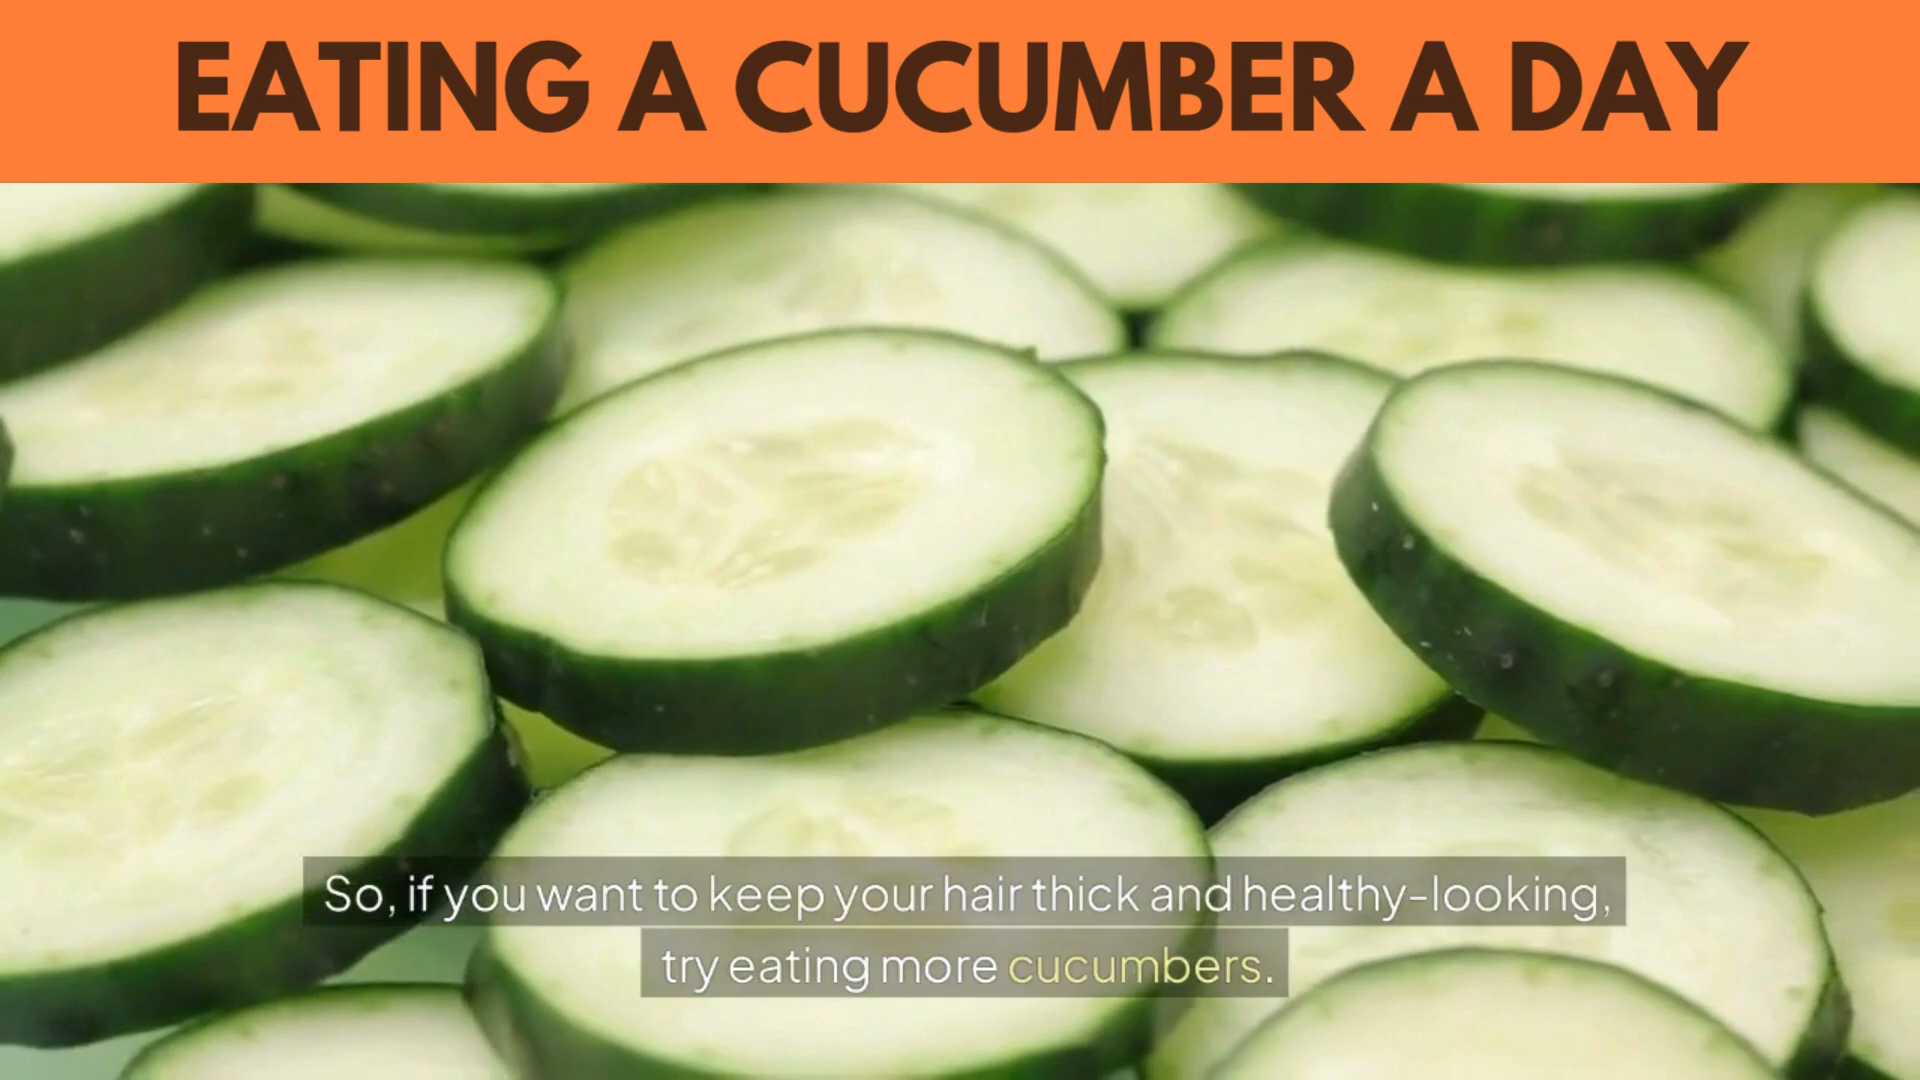 EATING A CUCUMBER A DAY
So, if you want to keep your hair thick and healthy-looking,
try eating more cucumbers.